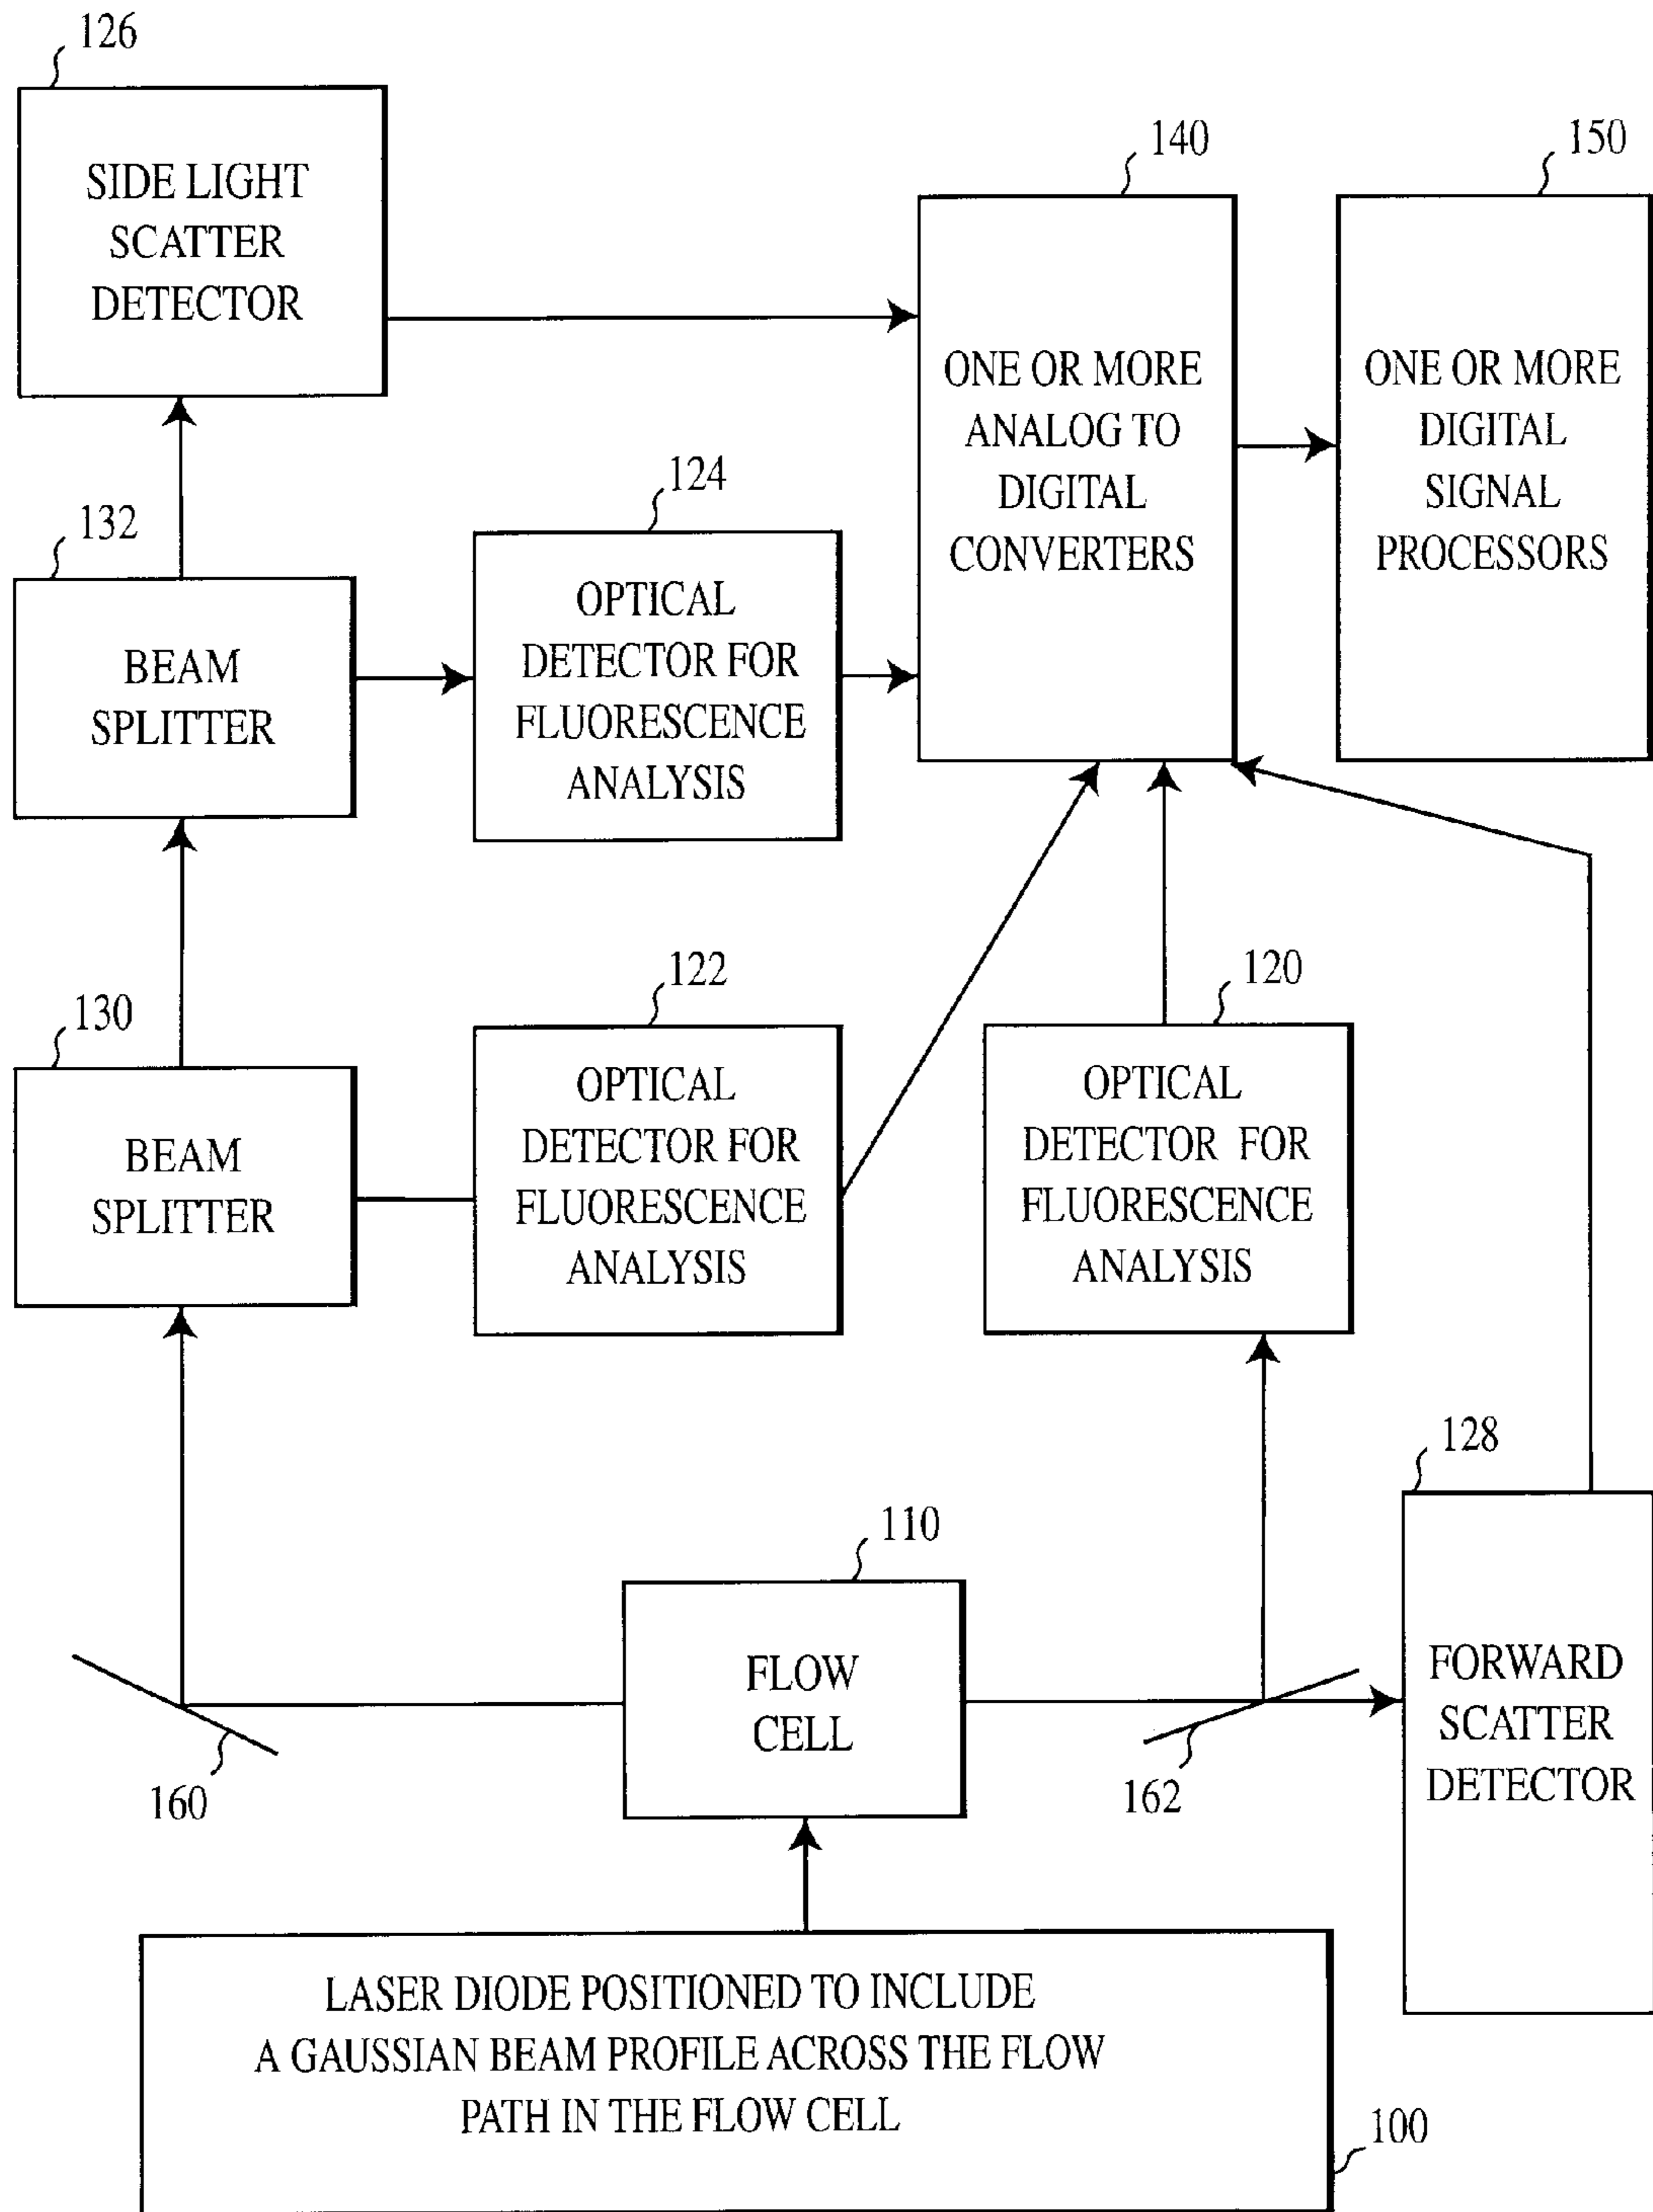 126
SIDE LIGHT
SCATTER
DETECTOR
140
ONE OR MORE
ANALOG TO
DIGITAL
CONVERTERS
150
ONE OR MORE
DIGITAL
SIGNAL
PROCESSORS
132
BEAM
SPLITTER
124
OPTICAL
DETECTOR FOR
FLUORESCENCE
ANALYSIS
130
BEAM
SPLITTER
122
OPTICAL
DETECTOR FOR
FLUORESCENCE
ANALYSIS
120
OPTICAL
DETECTOR FOR
FLUORESCENCE
ANALYSIS
128
FORWARD
SCATTER
DETECTOR
110
FLOW
CELL
160
162
LASER DIODE POSITIONED TO INCLUDE
A GAUSSIAN BEAM PROFILE ACROSS THE FLOW
PATH IN THE FLOW CELL
100